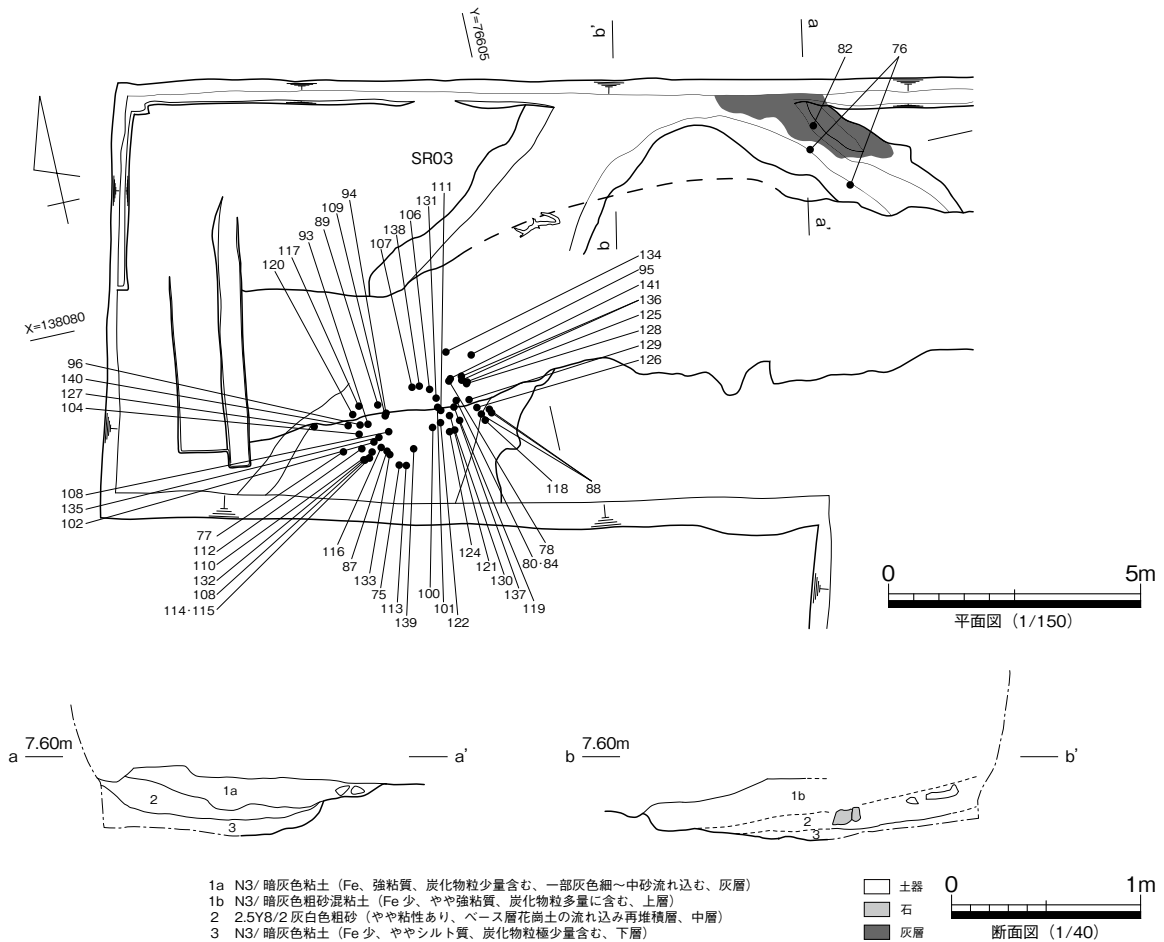 Y=76605
b'
a
82
76
SR03
111
131
94
106
109
138
89
107
93
117
120
134
95
141
136
125
128
129
126
X=138080
96
140
127
104
a'
b
108
135
102
118
88
77
112
110
132
108
114・115
116
87
133
75
113
139
100
101
122
124
121
130
137
119
78
80・84
0
5m
平面図（1/150）
a
7.60m
a'
b
7.60m
b'
1a
2
3
1b
2
3
1a N3/ 暗灰色粘土（Fe、強粘質、炭化物粒少量含む、一部灰色細～中砂流れ込む、灰層）
1b N3/ 暗灰色粗砂混粘土（Fe 少、やや強粘質、炭化物粒多量に含む、上層）
2 2.5Y8/2 灰白色粗砂（やや粘性あり、ベース層花崗土の流れ込み再堆積層、中層）
3 N3/ 暗灰色粘土（Fe 少、ややシルト質、炭化物粒極少量含む、下層）
土器
石
灰層
0
1m
断面図（1/40）